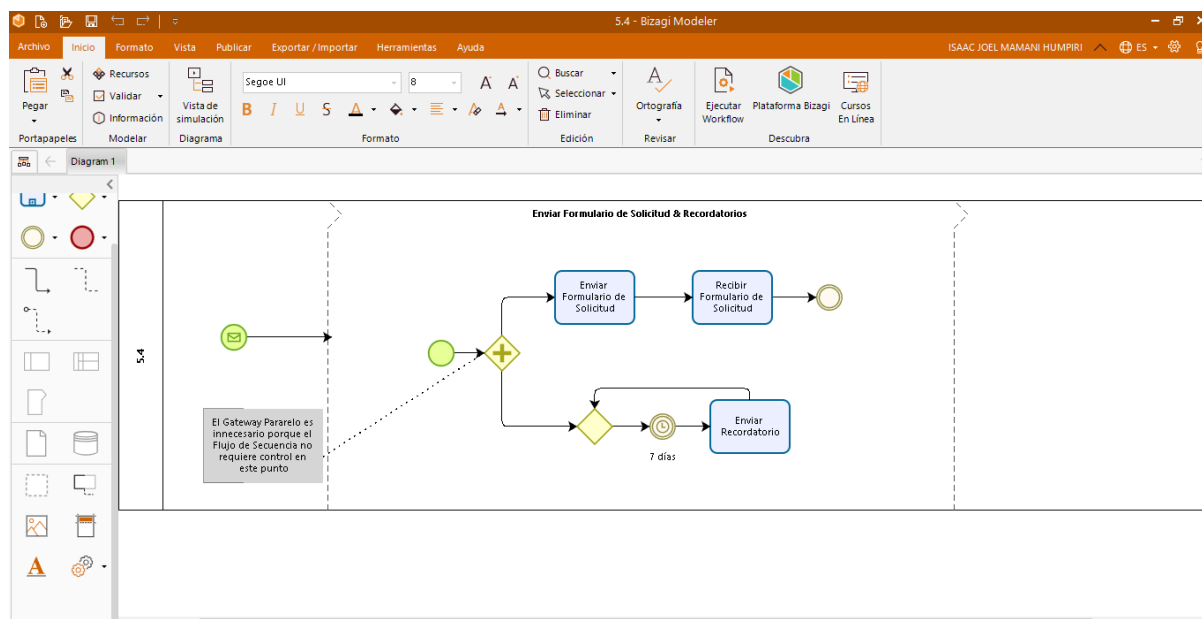 5.4 - Bizagi Modeler
Archivo Inicio Formato Vista Publicar Exportar / Importar Herramientas Ayuda ISAAC JOEL MAMANI HUMPIRI ES
Pegar
Recursos
Validar
Información
Vista de
simulación
Segoe UI 8
B I U S A A A A
Buscar
Seleccionar
Eliminar
A
Ortografía
Ejecutar
Workflow
Plataforma Bizagi
Cursos
En Línea
Portapapeles Modelar Diagrama Formato Edición Revisar Descubra
Diagram 1
A
5.4
Enviar Formulario de Solicitud & Recordatorios
Enviar
Formulario de
Solicitud
Recibir
Formulario de
Solicitud
El Gateway Pararelo es
innecesario porque el
Flujo de Secuencia no
requiere control en
este punto
7 días
Enviar
Recordatorio